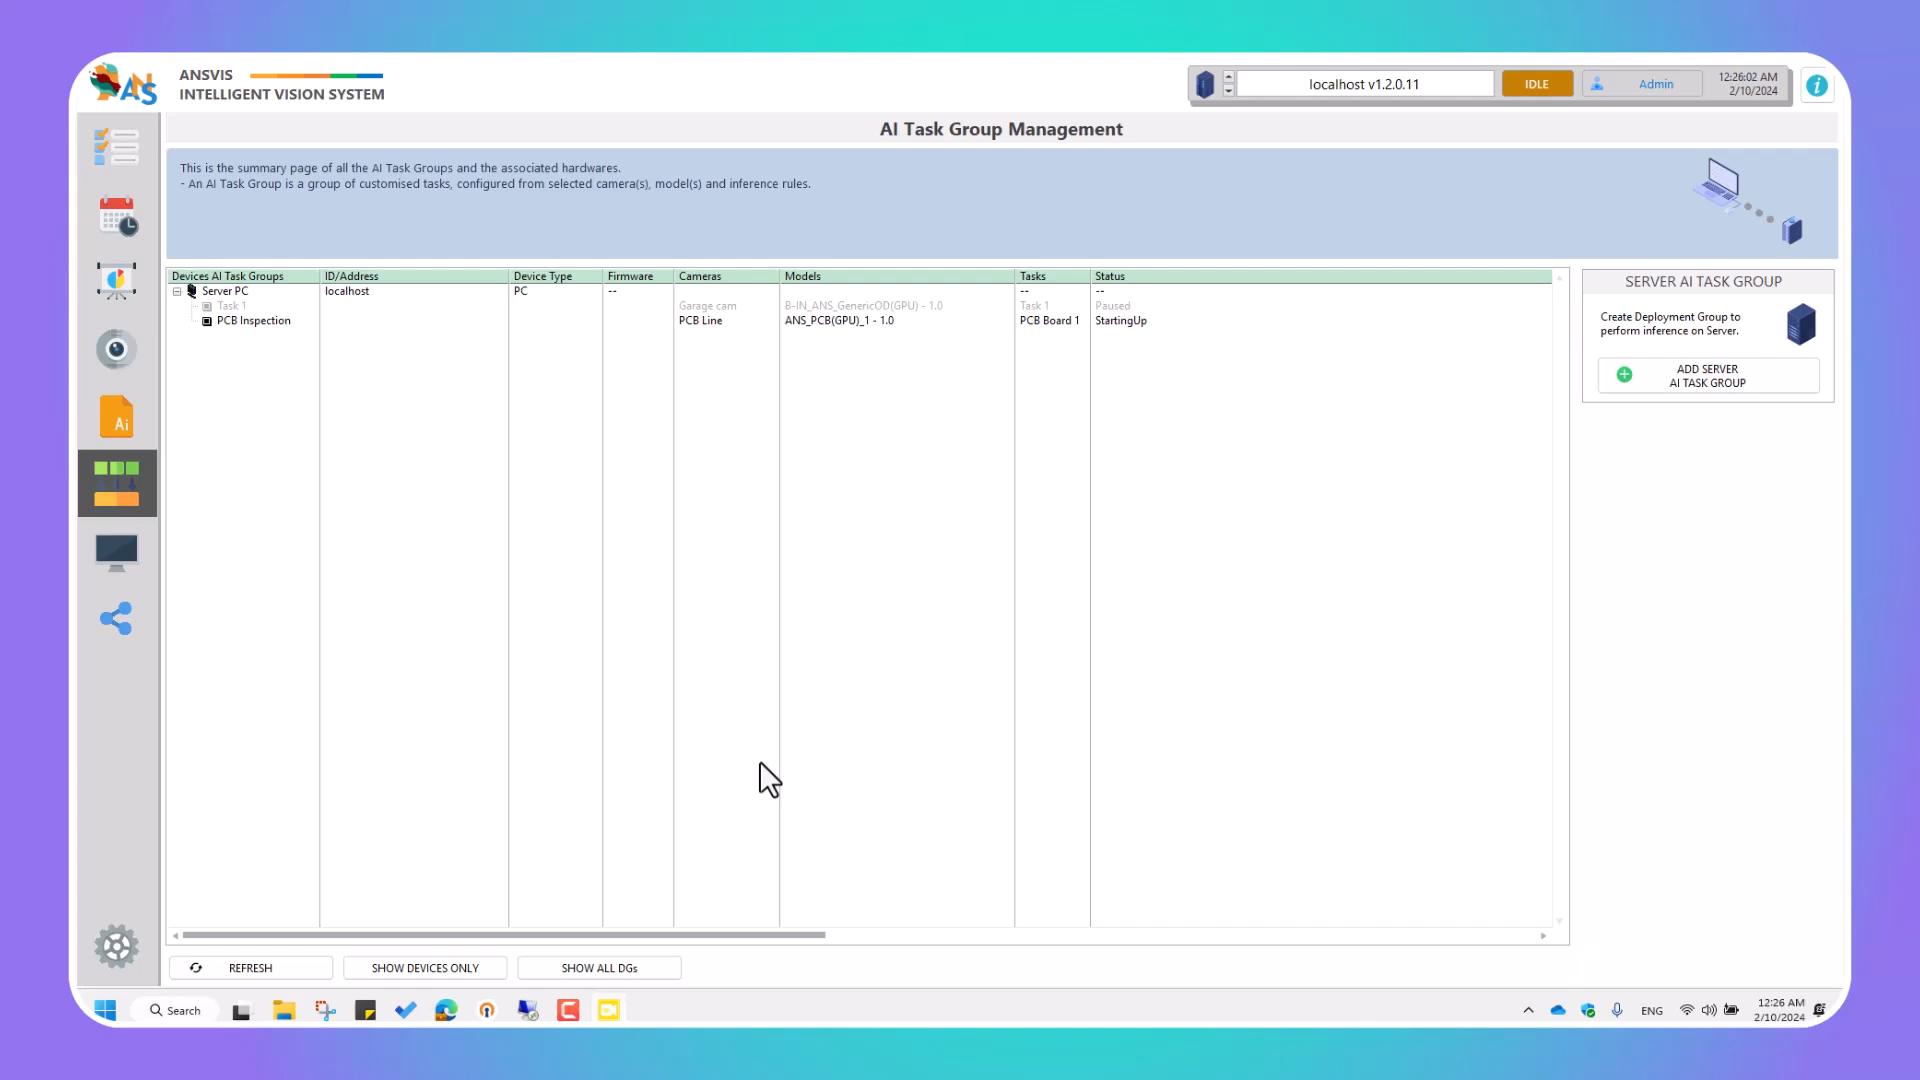 ANS
ANSVIS
INTELLIGENT VISION SYSTEM
localhost v1.2.0.11
IDLE
Admin
12:26:02 AM
2/10/2024
i
AI Task Group Management
This is the summary page of all the AI Task Groups and the associated hardwares.
- An AI Task Group is a group of customised tasks, configured from selected camera(s), model(s) and inference rules.
Devices AI Task Groups ID/Address Device Type Firmware Cameras Models Tasks Status
Server PC localhost PC -- -- --
Task 1 Garage cam B-IN_ANS_GenericOD(GPU) - 1.0 Task 1 Paused
PCB Inspection PCB Line ANS_PCB(GPU)_1 - 1.0 PCB Board 1 StartingUp
SERVER AI TASK GROUP
Create Deployment Group to
perform inference on Server.
ADD SERVER
AI TASK GROUP
Ai
REFRESH SHOW DEVICES ONLY SHOW ALL DGs
Search
ENG
12:26 AM
2/10/2024